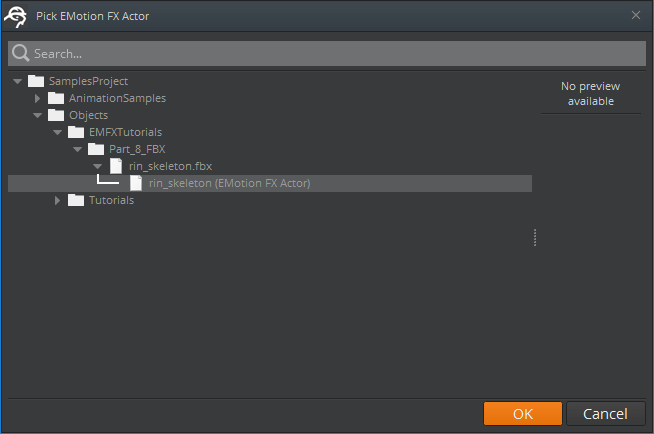 Pick EMotion FX Actor
Search...
SamplesProject
No preview
available
AnimationSamples
Objects
EMFXTutorials
Part_8_FBX
rin_skeleton.fbx
rin_skeleton (EMotion FX Actor)
Tutorials
OK
Cancel